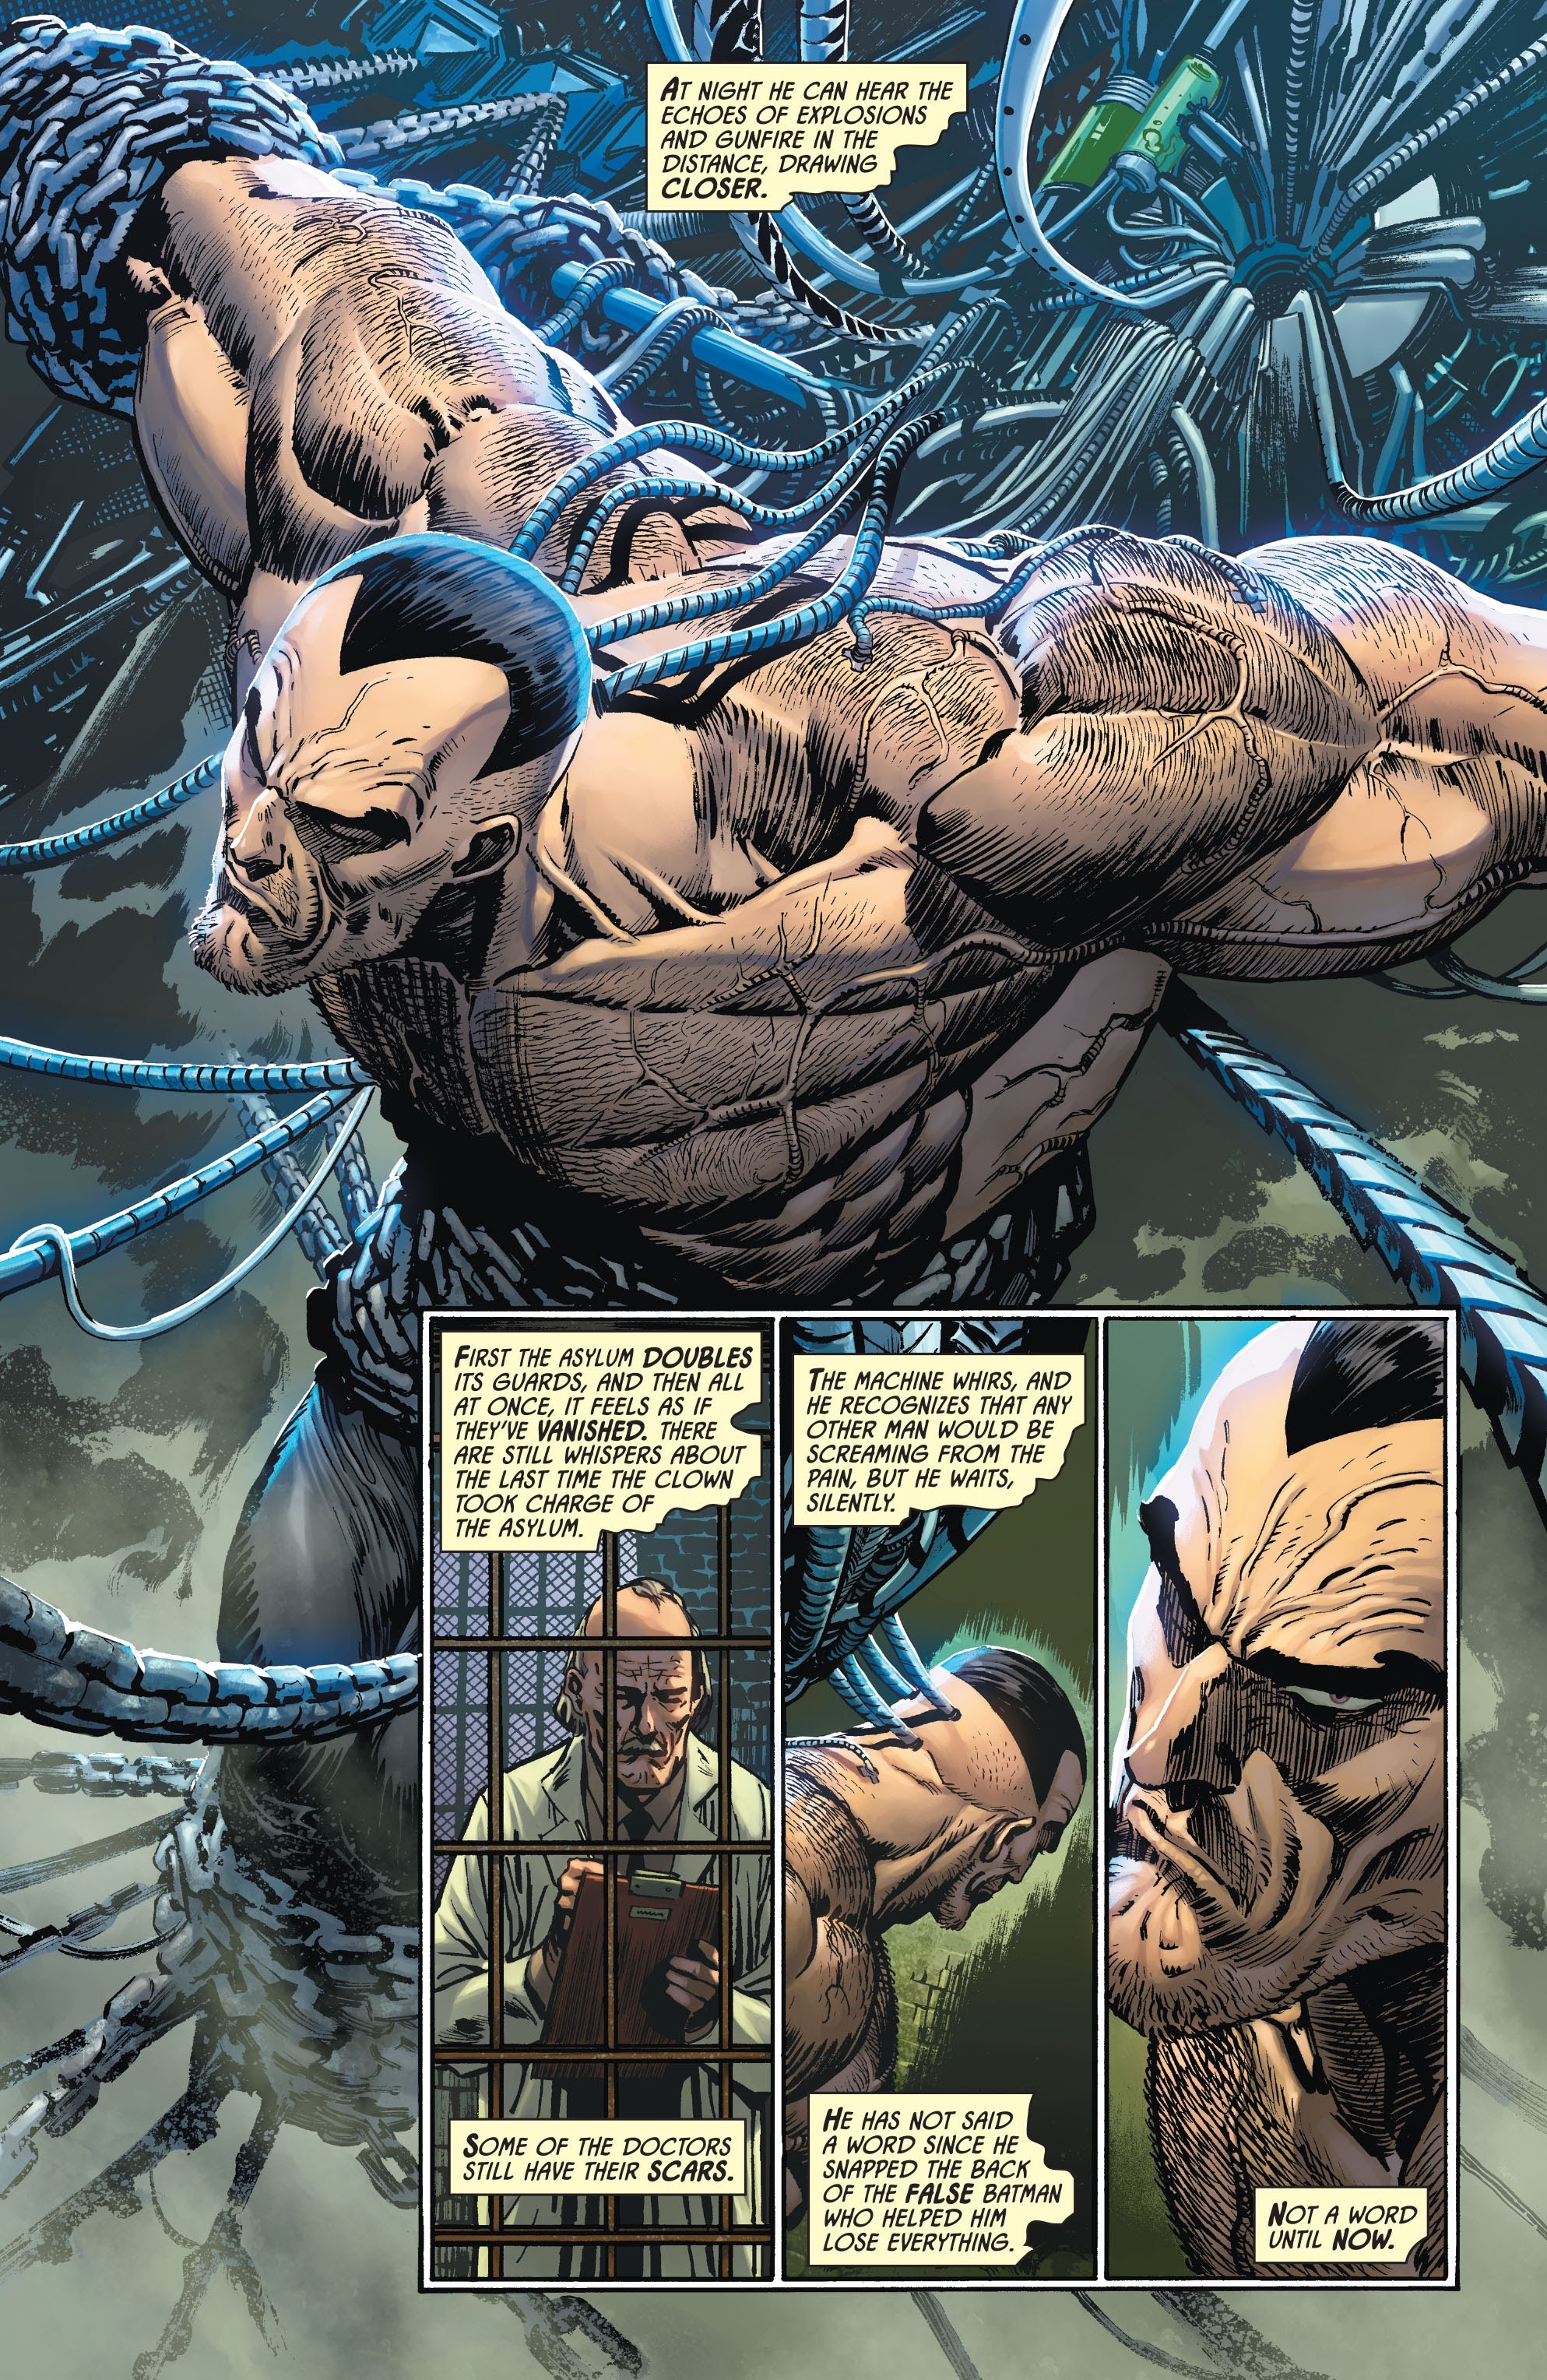 AT NIGHT HE CAN HEAR THE
ECHOES OF EXPLOSIONS
AND GUNFIRE IN THE
DISTANCE, DRAWING
CLOSER.
FIRST THE ASYLUM DOUBLES
ITS GUARDS, AND THEN ALL
AT ONCE, IT FEELS AS IF
THEY'VE VANISHED. THERE
ARE STILL WHISPERS ABOUT
THE LAST TIME THE CLOWN
TOOK CHARGE OF
THE ASYLUM.
SOME OF THE DOCTORS
STILL HAVE THEIR SCARS.
THE MACHINE WHIRS, AND
HE RECOGNIZES THAT ANY
OTHER MAN WOULD BE
SCREAMING FROM THE
PAIN, BUT HE WAITS,
SILENTLY.
HE HAS NOT SAID
A WORD SINCE HE
SNAPPED THE BACK
OF THE FALSE BATMAN
WHO HELPED HIM
LOSE EVERYTHING.
NOT A WORD
UNTIL NOW.